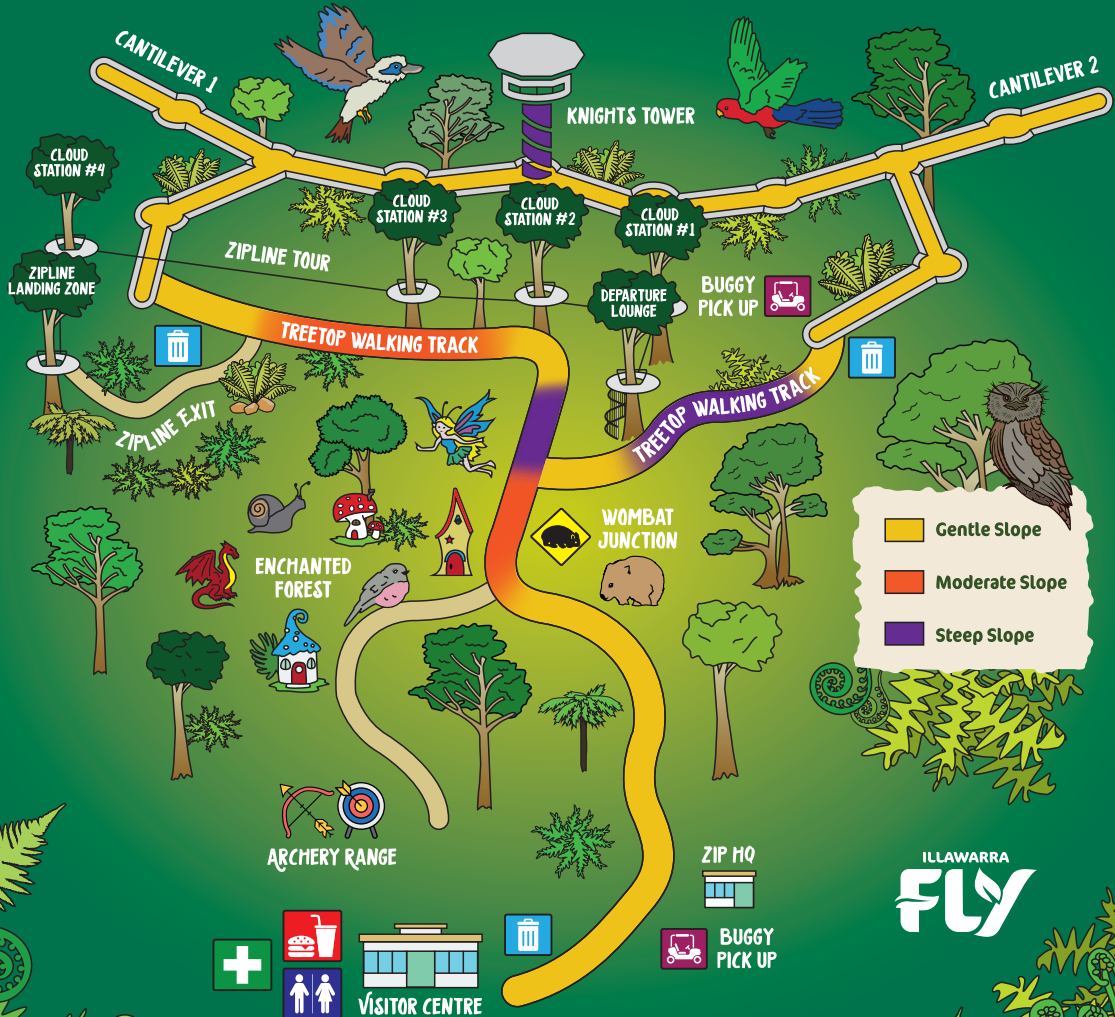 CANTILEVER 1
CANTILEVER 2
KNIGHTS TOWER
CLOUD
STATION #4
CLOUD
STATION #3
CLOUD
STATION #2
CLOUD
STATION #1
ZIPLINE TOUR
ZIPLINE
LANDING ZONE
DEPARTURE
LOUNGE
BUGGY
PICK UP
TREETOP WALKING TRACK
TREETOP WALKING TRACK
ZIPLINE EXIT
WOMBAT
JUNCTION
ENCHANTED
FOREST
Gentle Slope
Moderate Slope
Steep Slope
ARCHERY RANGE
ZIP HQ
ILLAWARRA
FLY
BUGGY
PICK UP
VISITOR CENTRE